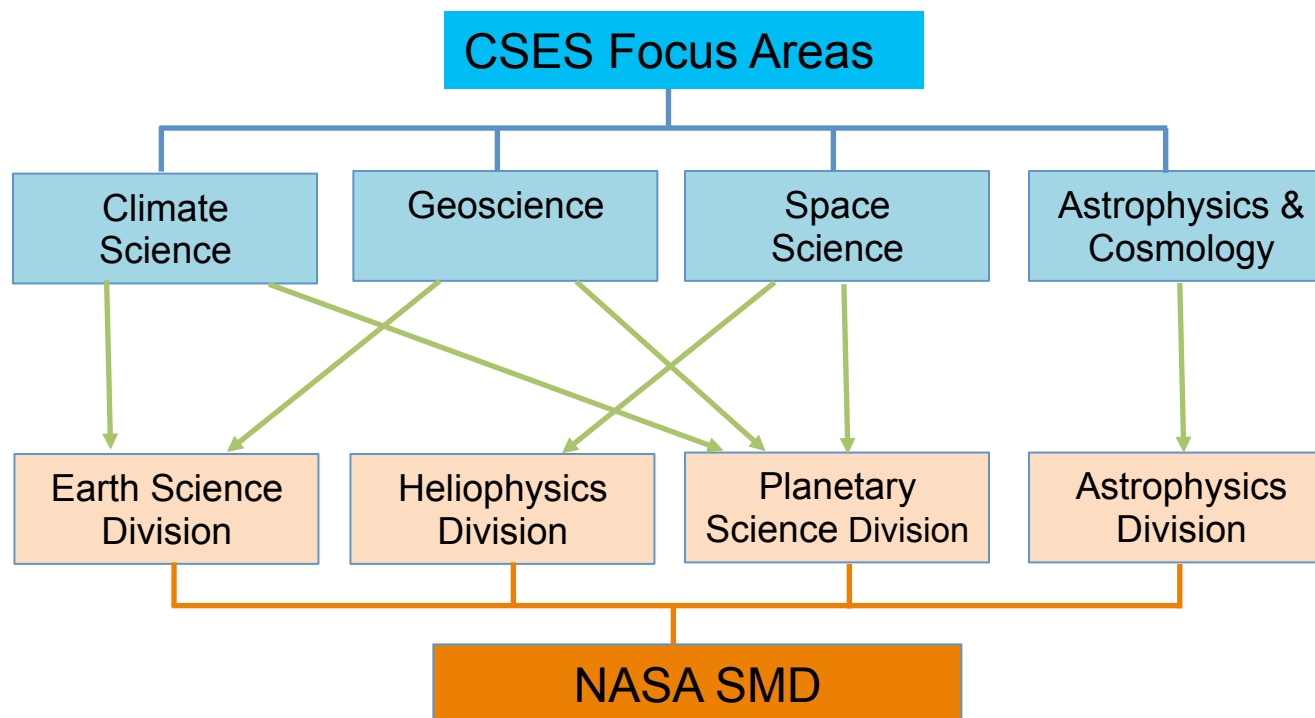 CSES Focus Areas
Climate
Science
Geoscience
Space
Science
Astrophysics &
Cosmology
Earth Science
Division
Heliophysics
Division
Planetary
Science Division
Astrophysics
Division
NASA SMD